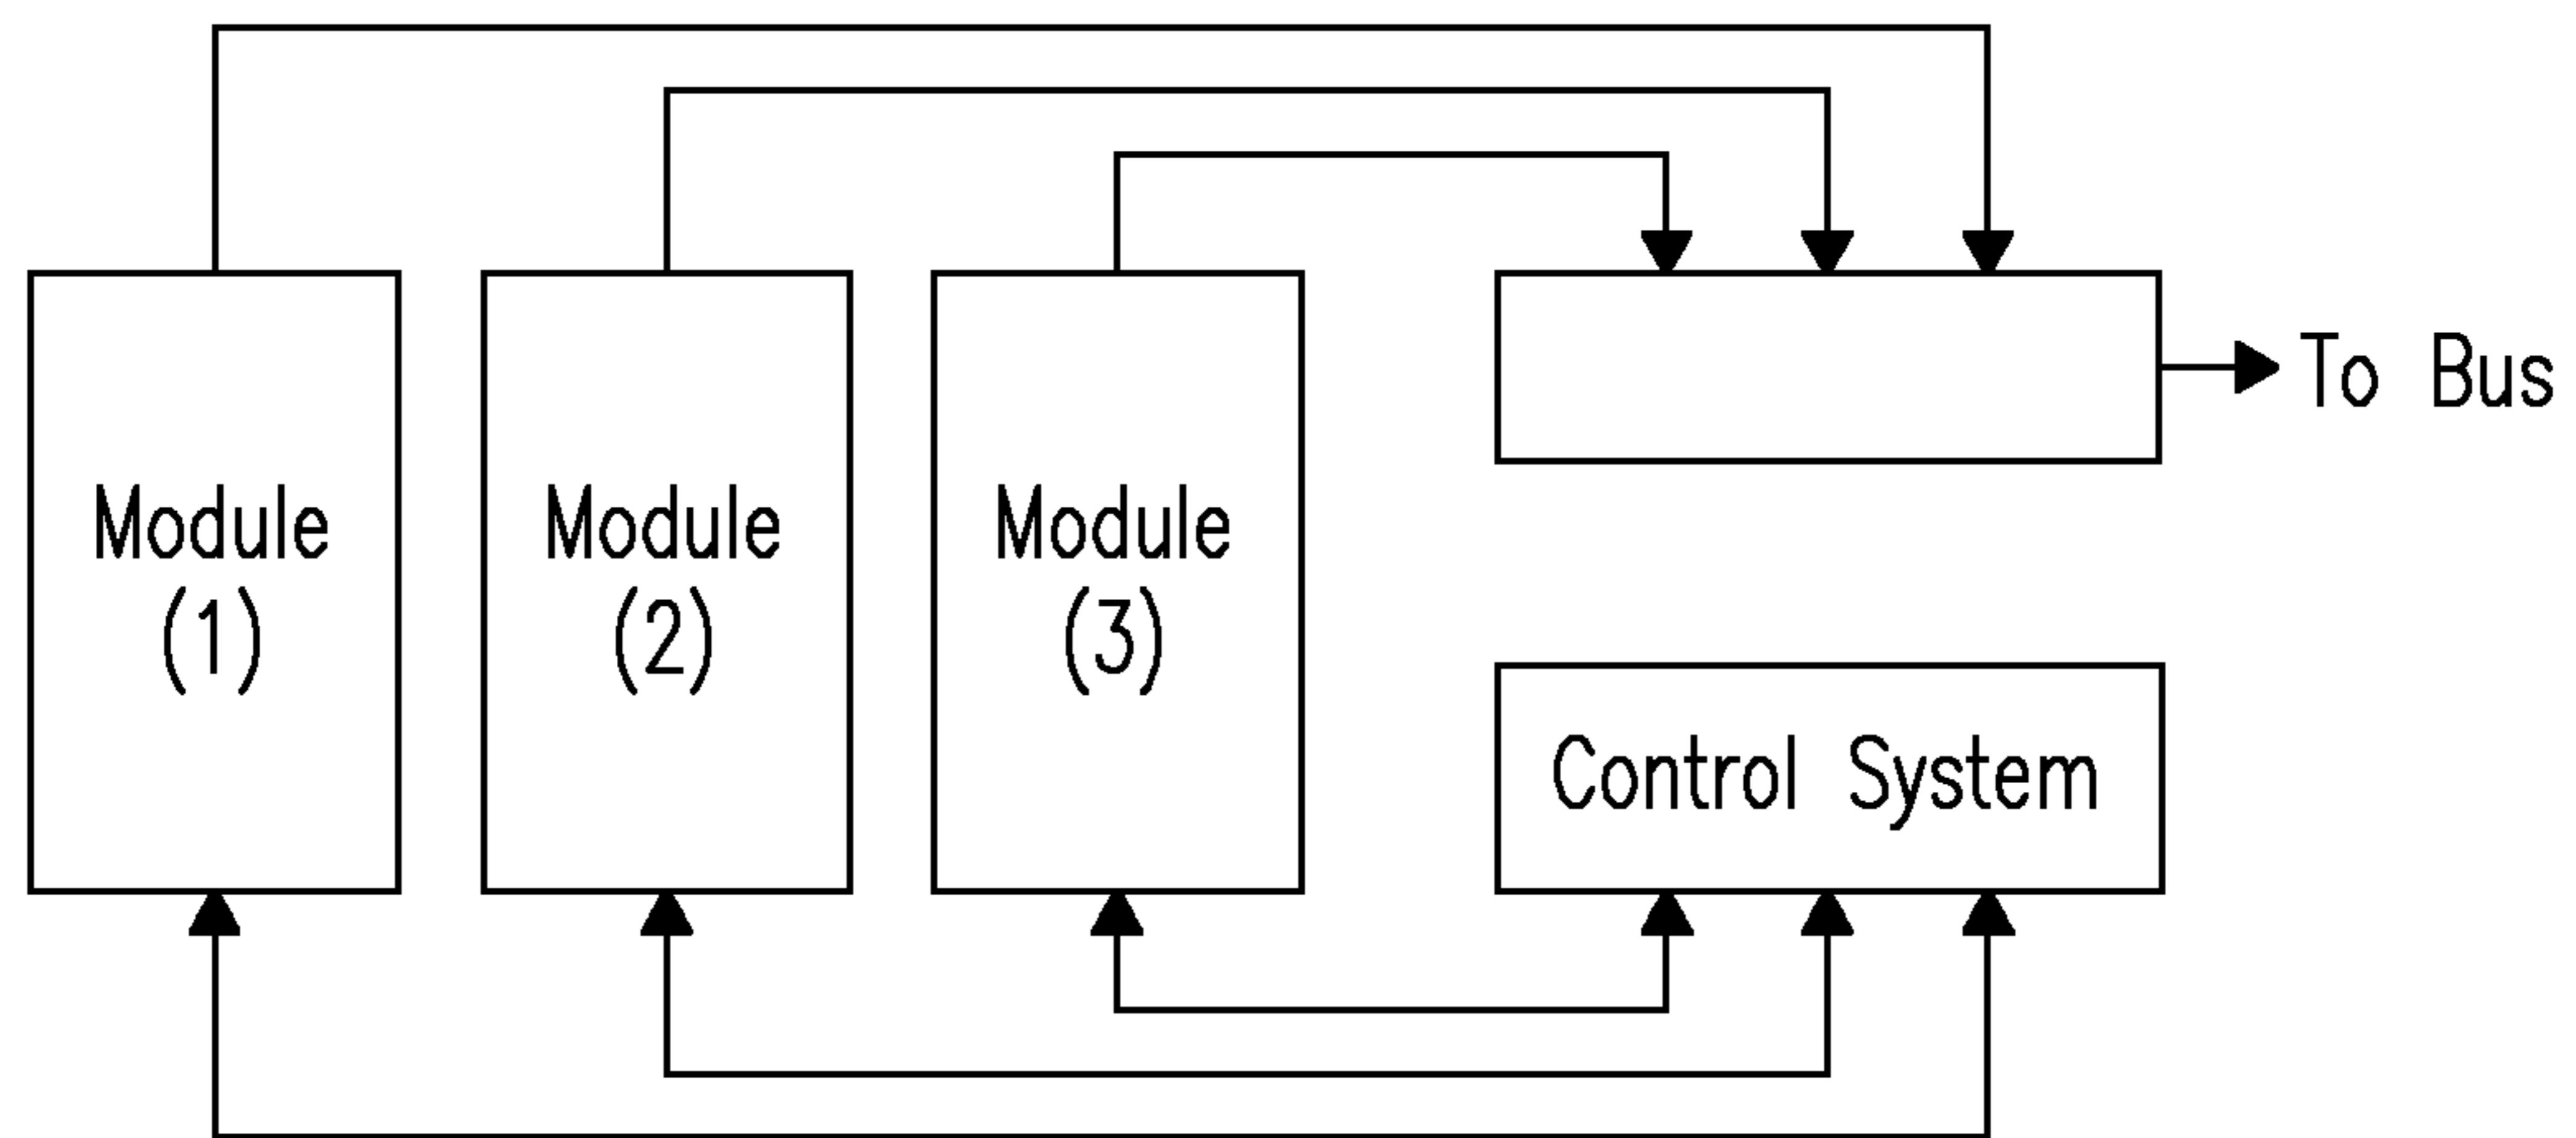 To Bus
Module
(1)
Module
(2)
Module
(3)
Control System